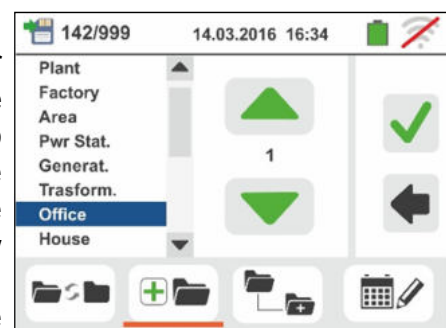 142/999 14.03.2016 16:34
Plant
Factory
Area
Pwr Stat.
Generat.
Trasform.
Office
House
1